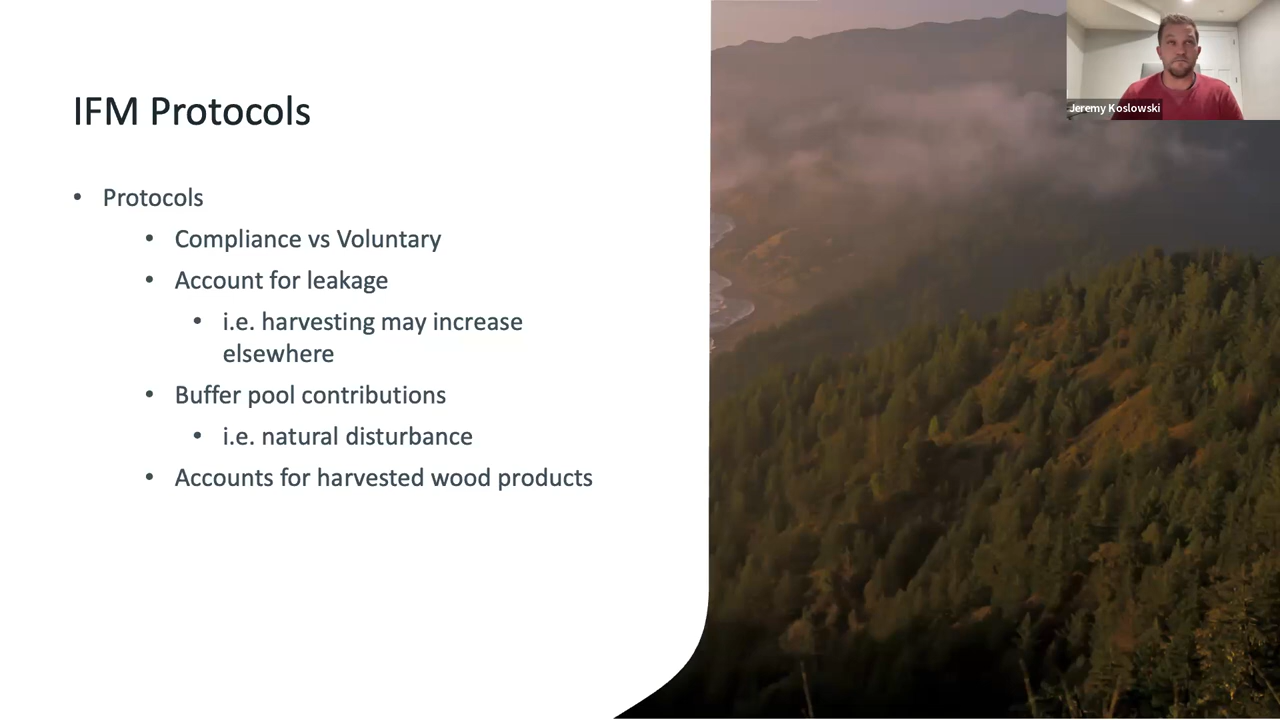 IFM Protocols
• Protocols
• Compliance vs Voluntary
• Account for leakage
• i.e. harvesting may increase
elsewhere
• Buffer pool contributions
• i.e. natural disturbance
• Accounts for harvested wood products
Jeremy Koslowski